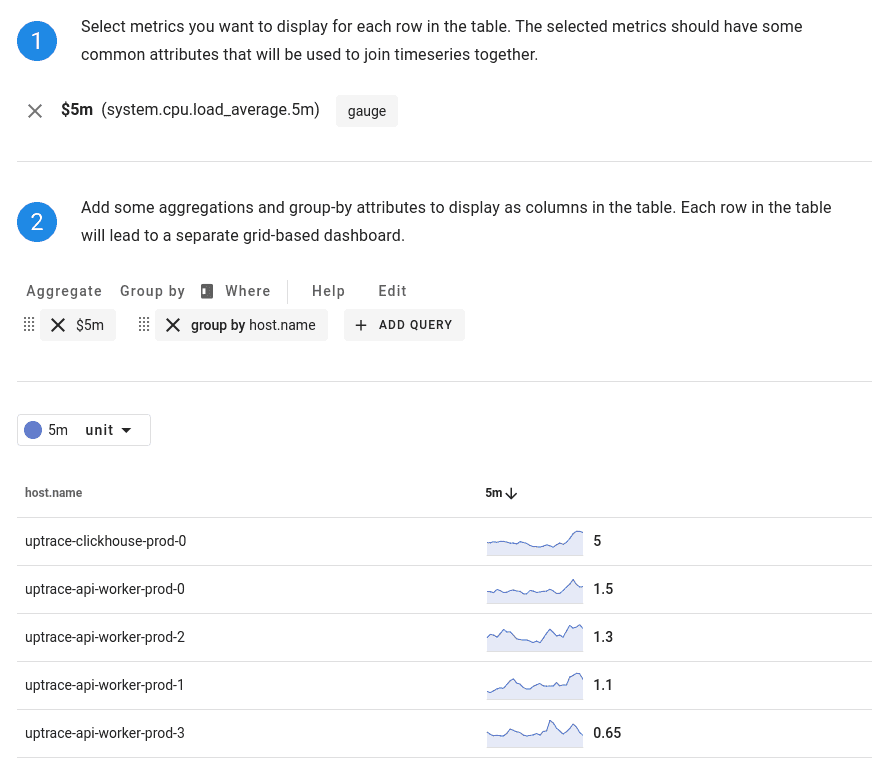 1
Select metrics you want to display for each row in the table. The selected metrics should have some
common attributes that will be used to join timeseries together.
$5m (system.cpu.load_average.5m) gauge
2
Add some aggregations and group-by attributes to display as columns in the table. Each row in the table
will lead to a separate grid-based dashboard.
Aggregate Group by Where Help Edit
$5m group by host.name + ADD QUERY
5m unit
host.name 5m
uptrace-clickhouse-prod-0 5
uptrace-api-worker-prod-0 1.5
uptrace-api-worker-prod-2 1.3
uptrace-api-worker-prod-1 1.1
uptrace-api-worker-prod-3 0.65